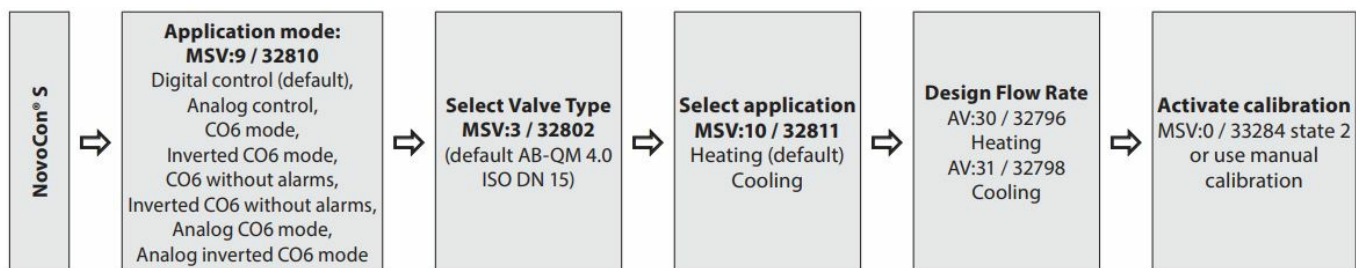 NovoCon® S
Application mode:
MSV:9 / 32810
Digital control (default),
Analog control,
CO6 mode,
Inverted CO6 mode,
CO6 without alarms,
Inverted CO6 without alarms,
Analog CO6 mode,
Analog inverted CO6 mode
Select Valve Type
MSV:3 / 32802
(default AB-QM 4.0
ISO DN 15)
Select application
MSV:10 / 32811
Heating (default)
Cooling
Design Flow Rate
AV:30 / 32796
Heating
AV:31 / 32798
Cooling
Activate calibration
MSV:0 / 33284 state 2
or use manual
calibration